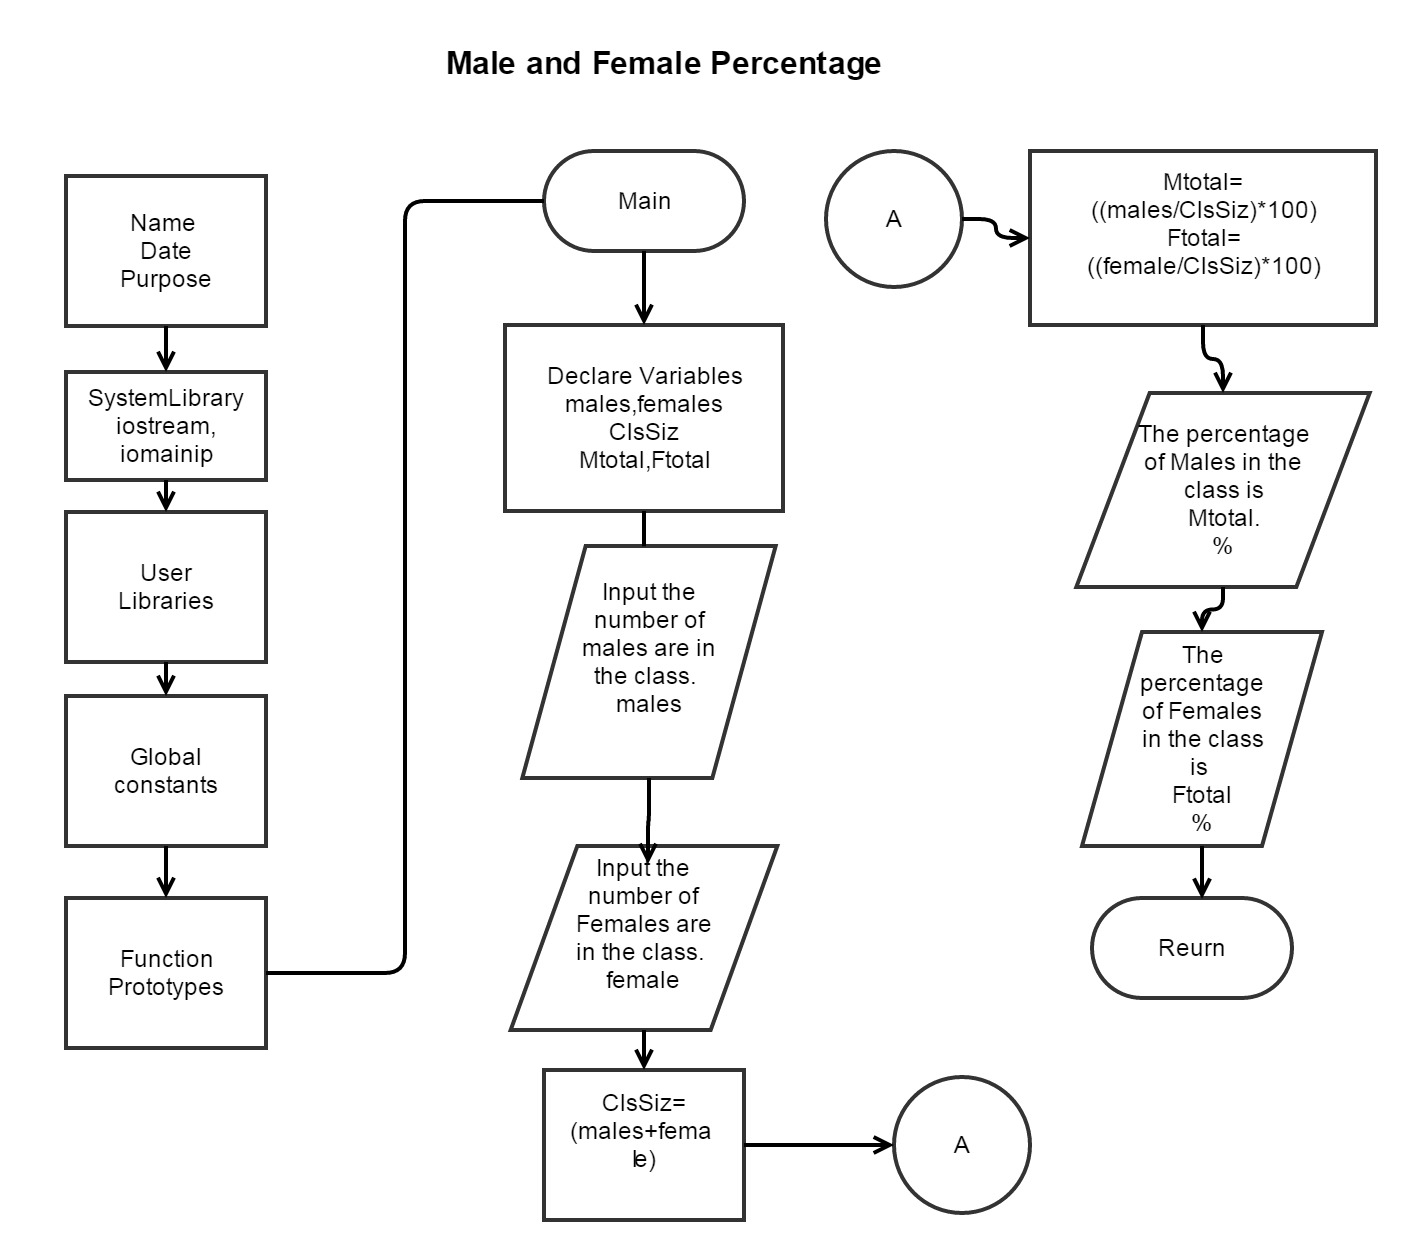 Male and Female Percentage
Name
Date
Purpose
SystemLibrary
iostream,
iomainip
User
Libraries
Global
constants
Function
Prototypes
Main
Declare Variables
males,females
ClsSiz
Mtotal,Ftotal
Input the
number of
males are in
the class.
males
Input the
number of
Females are
in the class.
female
ClsSiz=
(males+fema
le)
A
A
Mtotal=
((males/ClsSiz)*100)
Ftotal=
((female/ClsSiz)*100)
The percentage
of Males in the
class is
Mtotal.
%
The
percentage
of Females
in the class
is
Ftotal
%
Reurn